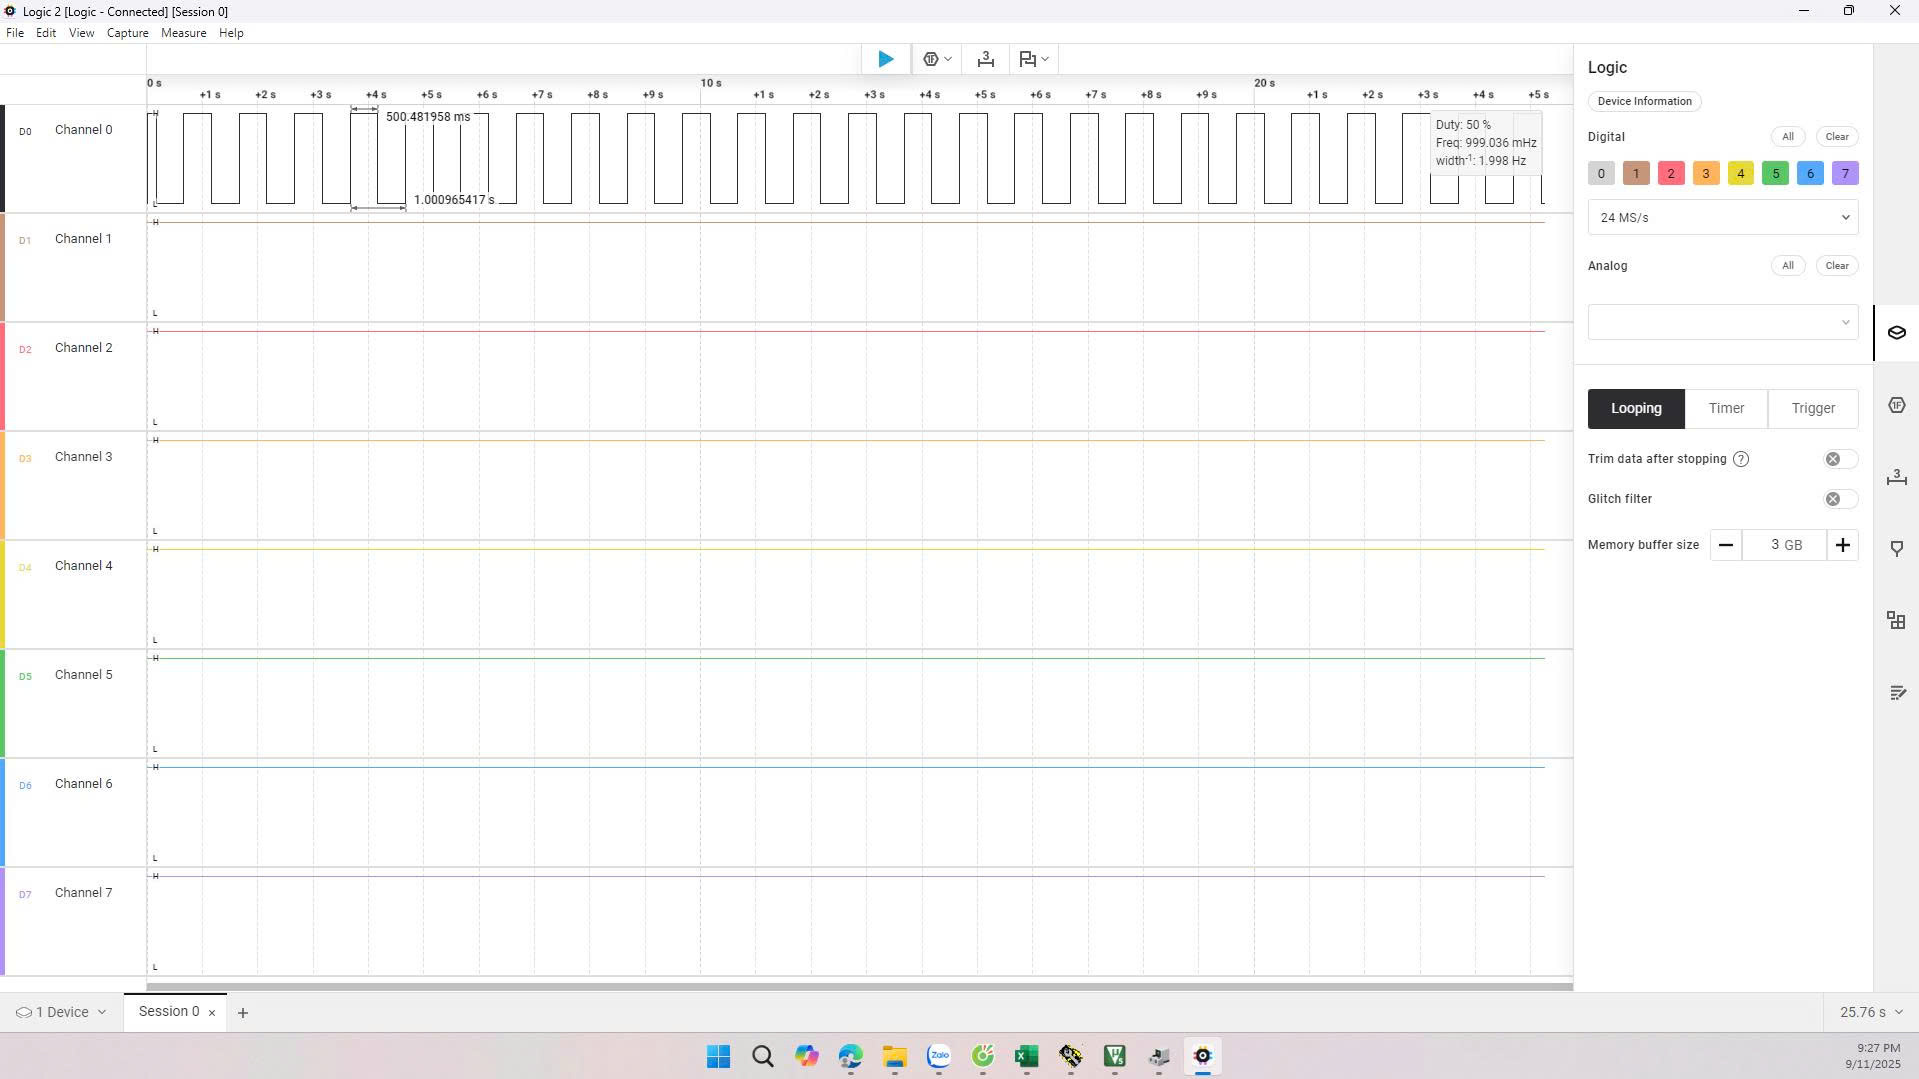 Logic 2 [Logic - Connected] [Session 0]
File Edit View Capture Measure Help
0 s 10 s 20 s
+1 s +2 s +3 s +4 s +5 s +6 s +7 s +8 s +9 s +1 s +2 s +3 s +4 s +5 s +6 s +7 s +8 s +9 s +1 s +2 s +3 s +4 s +5 s
D0 Channel 0
H
L
500.481958 ms
1.000965417 s
Duty: 50 %
Freq: 999.036 mHz
width-1: 1.998 Hz
D1 Channel 1
H
L
D2 Channel 2
H
L
D3 Channel 3
H
L
D4 Channel 4
H
L
D5 Channel 5
H
L
D6 Channel 6
H
L
D7 Channel 7
H
L
Logic
Device Information
Digital All Clear
0 1 2 3 4 5 6 7
24 MS/s
Analog All Clear
Looping Timer Trigger
Trim data after stopping ?
Glitch filter
Memory buffer size − 3 GB +
1F
3
1 Device Session 0 × + 25.76 s
Zalo
9:27 PM
9/11/2025